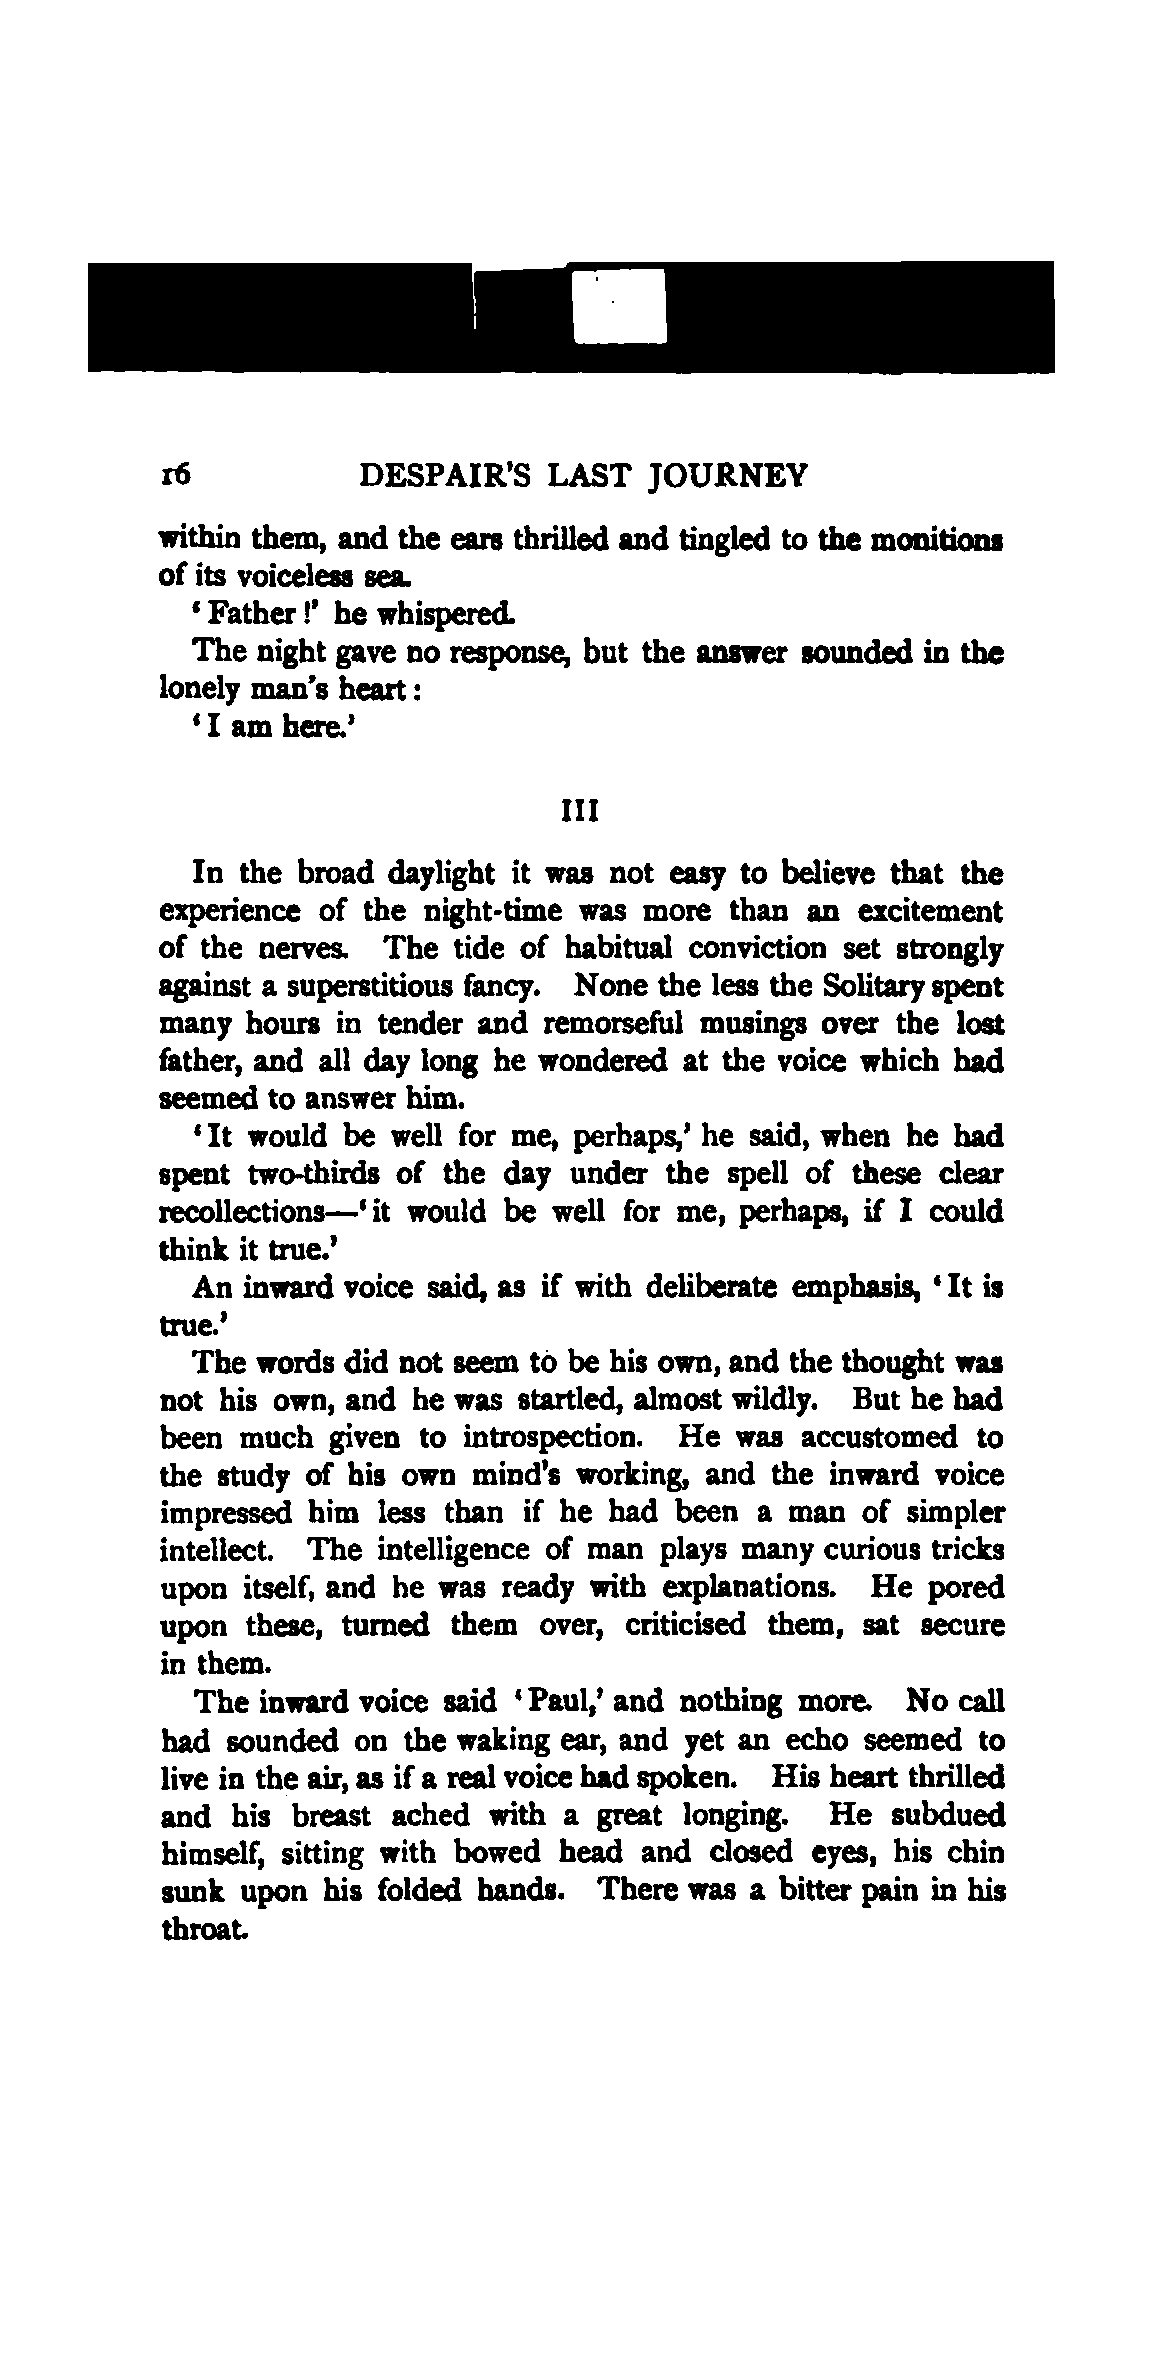 16 DESPAIR'S LAST JOURNEY
within them, and the ears thrilled and tingled to the monitions
of its voiceless sea.
‘Father!’ he whispered.
The night gave no response, but the answer sounded in the
lonely man's heart:
‘I am here.’
III
In the broad daylight it was not easy to believe that the
experience of the night-time was more than an excitement
of the nerves. The tide of habitual conviction set strongly
against a superstitious fancy. None the less the Solitary spent
many hours in tender and remorseful musings over the lost
father, and all day long he wondered at the voice which had
seemed to answer him.
‘It would be well for me, perhaps,’ he said, when he had
spent two-thirds of the day under the spell of these clear
recollections—‘it would be well for me, perhaps, if I could
think it true.’
An inward voice said, as if with deliberate emphasis, ‘It is
true.’
The words did not seem to be his own, and the thought was
not his own, and he was startled, almost wildly. But he had
been much given to introspection. He was accustomed to
the study of his own mind's working, and the inward voice
impressed him less than if he had been a man of simpler
intellect. The intelligence of man plays many curious tricks
upon itself, and he was ready with explanations. He pored
upon these, turned them over, criticised them, sat secure
in them.
The inward voice said ‘Paul,’ and nothing more. No call
had sounded on the waking ear, and yet an echo seemed to
live in the air, as if a real voice had spoken. His heart thrilled
and his breast ached with a great longing. He subdued
himself, sitting with bowed head and closed eyes, his chin
sunk upon his folded hands. There was a bitter pain in his
throat.